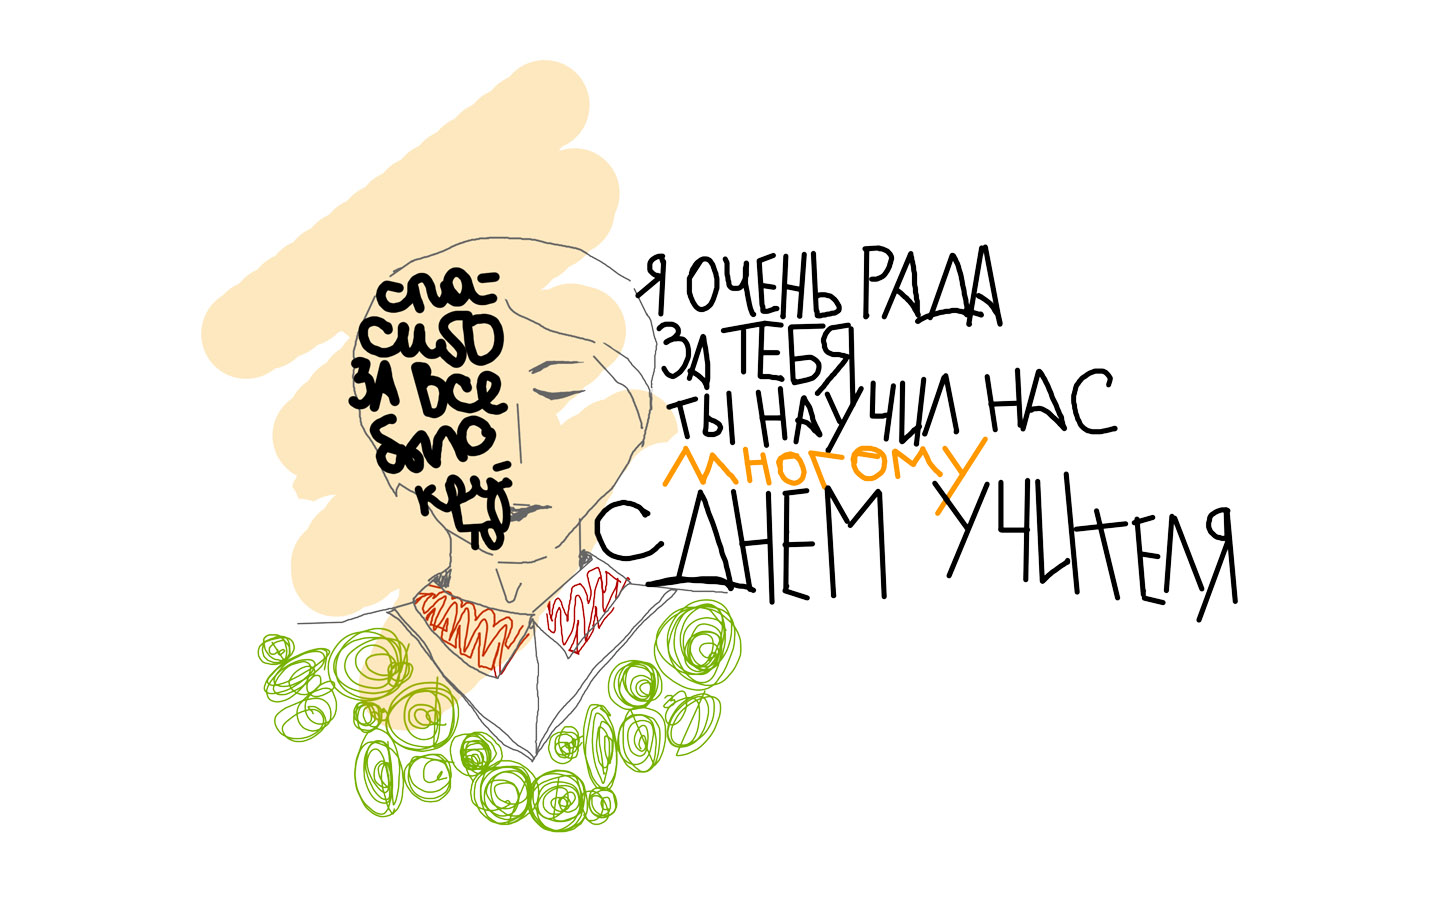 спа-
сибо
за все
было
кру-
то
Я ОЧЕНЬ РАДА
ЗА ТЕБЯ
ТЫ НАУЧИЛ НАС
МНОГОМУ
С ДНЕМ УЧИТЕЛЯ